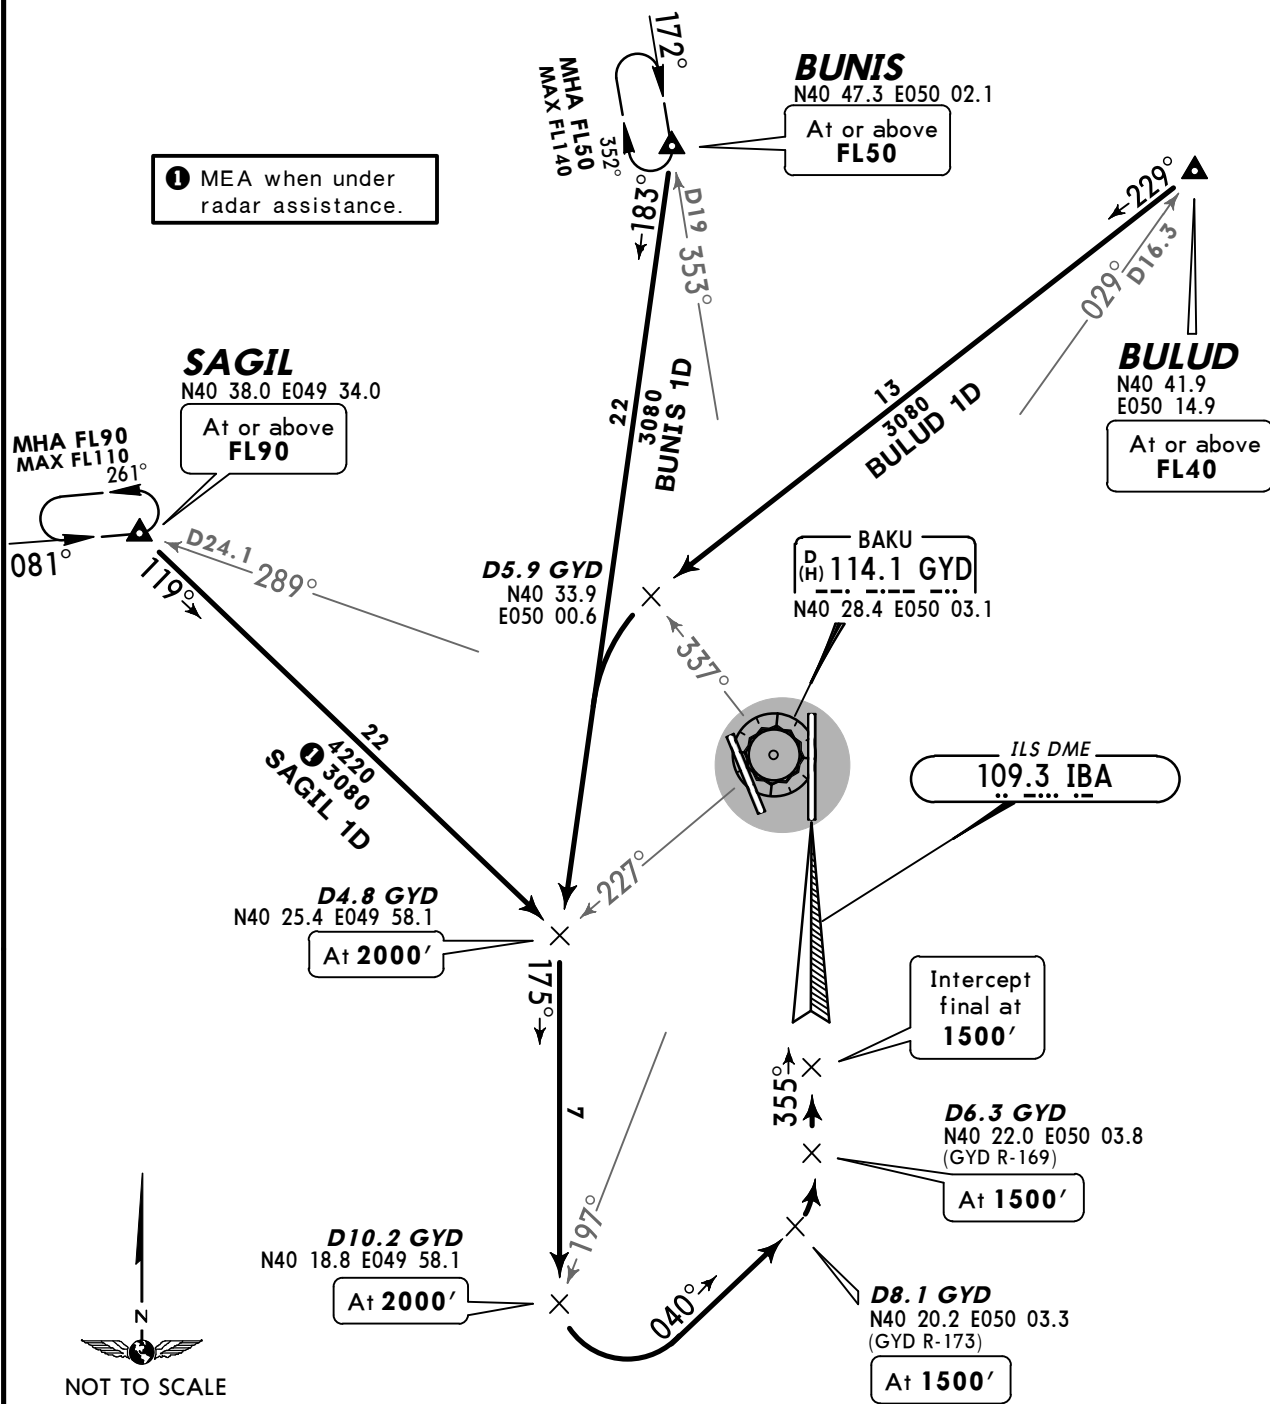 172°
MHA FL50
MAX FL140
352°
BUNIS
N40 47.3 E050 02.1
At or above
FL50
❶ MEA when under
radar assistance.
183°
D19 353°
229°
029° D16.3
BULUD
N40 41.9
E050 14.9
At or above
FL40
13
3080
BULUD 1D
22
3080
BUNIS 1D
SAGIL
N40 38.0 E049 34.0
At or above
FL90
MHA FL90
MAX FL110
261°
081°
119°
D24.1 289°
D5.9 GYD
N40 33.9
E050 00.6
BAKU
D
(H) 114.1 GYD
N40 28.4 E050 03.1
337°
22
❶ 4220
3080
SAGIL 1D
ILS DME
109.3 IBA
227°
D4.8 GYD
N40 25.4 E049 58.1
At 2000'
175°
7
Intercept
final at
1500'
355°
D6.3 GYD
N40 22.0 E050 03.8
(GYD R-169)
At 1500'
197°
D10.2 GYD
N40 18.8 E049 58.1
At 2000'
040°
D8.1 GYD
N40 20.2 E050 03.3
(GYD R-173)
At 1500'
N
NOT TO SCALE